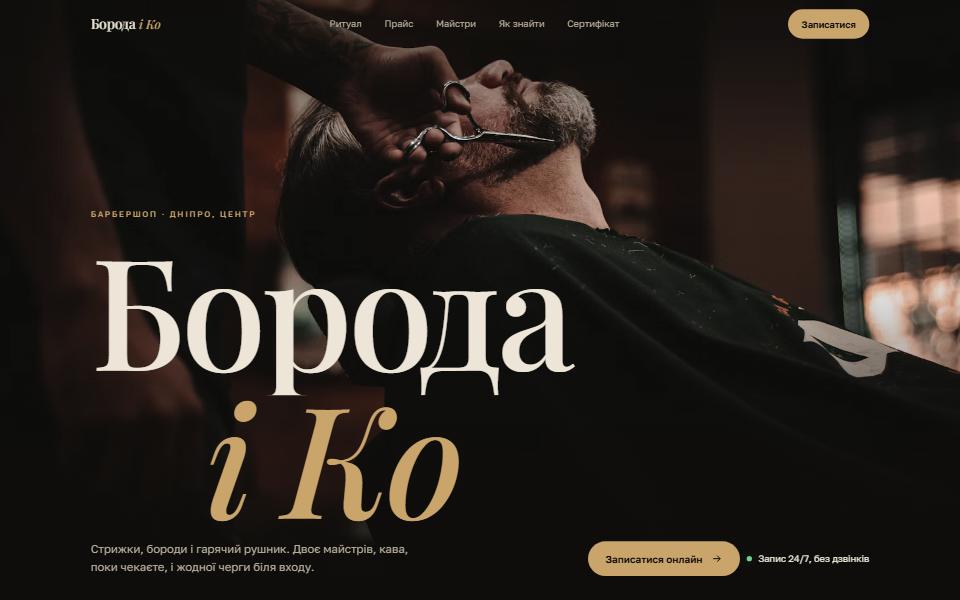 Борода і Ко
Ритуал
Прайс
Майстри
Як знайти
Сертифікат
Записатися
БАРБЕРШОП · ДНІПРО, ЦЕНТР
Борода
і Ко
Стрижки, бороди і гарячий рушник. Двоє майстрів, кава,
поки чекаєте, і жодної черги біля входу.
Записатися онлайн →
Запис 24/7, без дзвінків